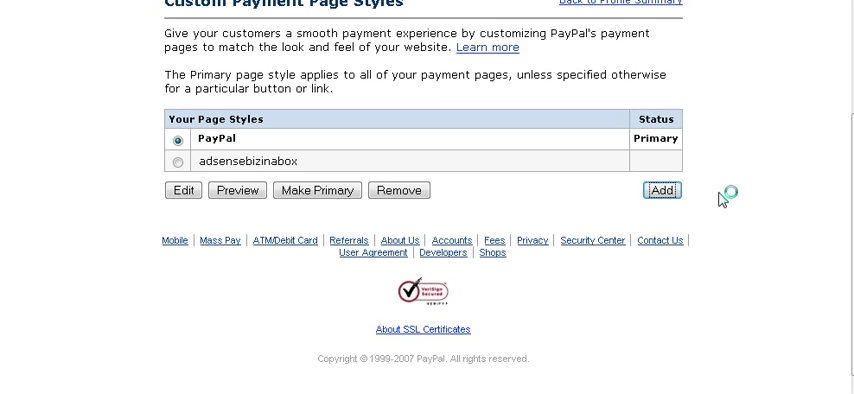 Custom Payment Page Styles
Back to Profile Summary
Give your customers a smooth payment experience by customizing PayPal's payment
pages to match the look and feel of your website. Learn more
The Primary page style applies to all of your payment pages, unless specified otherwise
for a particular button or link.
Your Page Styles Status
PayPal Primary
adsensebizinabox
Edit Preview Make Primary Remove Add
Mobile | Mass Pay | ATM/Debit Card | Referrals | About Us | Accounts | Fees | Privacy | Security Center | Contact Us |
User Agreement | Developers | Shops
VeriSign
Secured
VERIFY
About SSL Certificates
Copyright © 1999-2007 PayPal. All rights reserved.